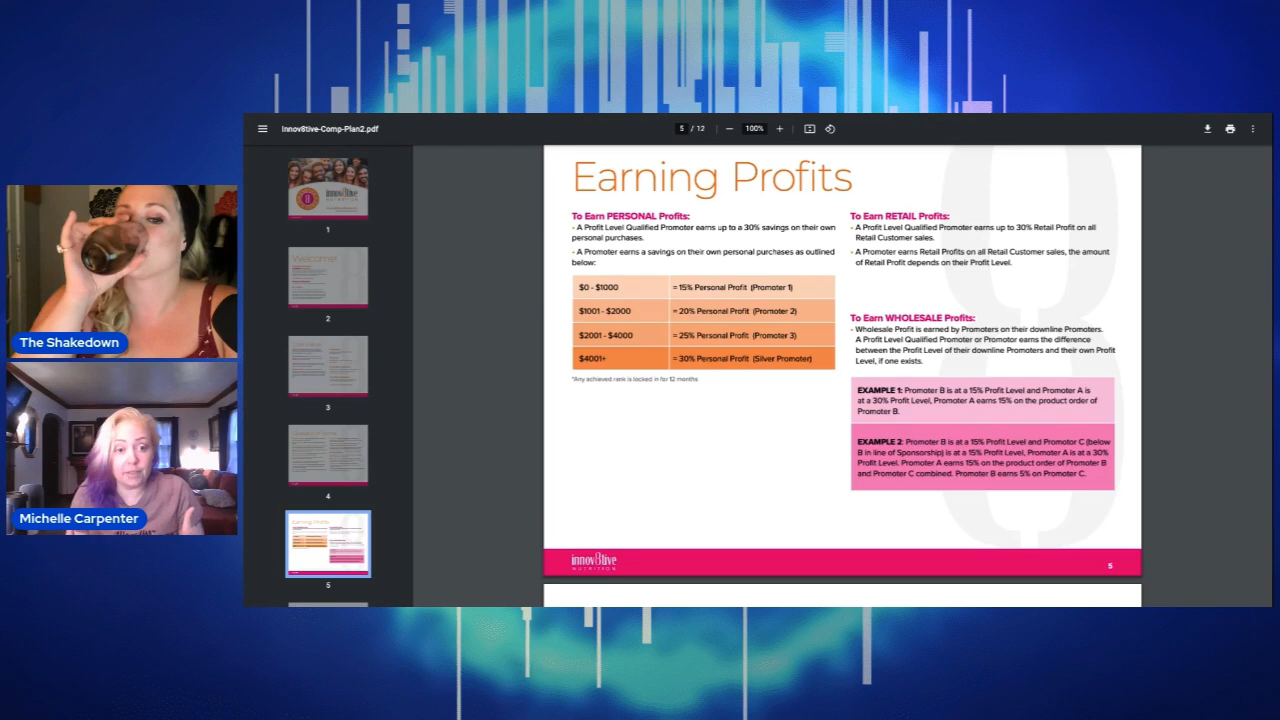 Innov8tive-Comp-Plan2.pdf
5 / 12
100%
1
Welcome!
2
3
4
5
Earning Profits
To Earn PERSONAL Profits:
• A Profit Level Qualified Promoter earns up to a 30% savings on their own
personal purchases.
• A Promoter earns a savings on their own personal purchases as outlined
below:
$0 - $1000 = 15% Personal Profit (Promoter 1)
$1001 - $2000 = 20% Personal Profit (Promoter 2)
$2001 - $4000 = 25% Personal Profit (Promoter 3)
$4001+ = 30% Personal Profit (Silver Promoter)
*Any achieved rank is locked in for 12 months
To Earn RETAIL Profits:
• A Profit Level Qualified Promoter earns up to 30% Retail Profit on all
Retail Customer sales.
• A Promoter earns Retail Profits on all Retail Customer sales, the amount
of Retail Profit depends on their Profit Level.
To Earn WHOLESALE Profits:
• Wholesale Profit is earned by Promoters on their downline Promoters.
A Profit Level Qualified Promoter or Promotor earns the difference
between the Profit Level of their downline Promoters and their own Profit
Level, if one exists.
EXAMPLE 1: Promoter B is at a 15% Profit Level and Promoter A is
at a 30% Profit Level, Promoter A earns 15% on the product order of
Promoter B.
EXAMPLE 2: Promoter B is at a 15% Profit Level and Promotor C (below
B in line of Sponsorship) is at a 15% Profit Level, Promoter A is at a 30%
Profit Level. Promoter A earns 15% on the product order of Promoter B
and Promoter C combined. Promoter B earns 5% on Promoter C.
innov8tive
NUTRITION
5
The Shakedown
Michelle Carpenter